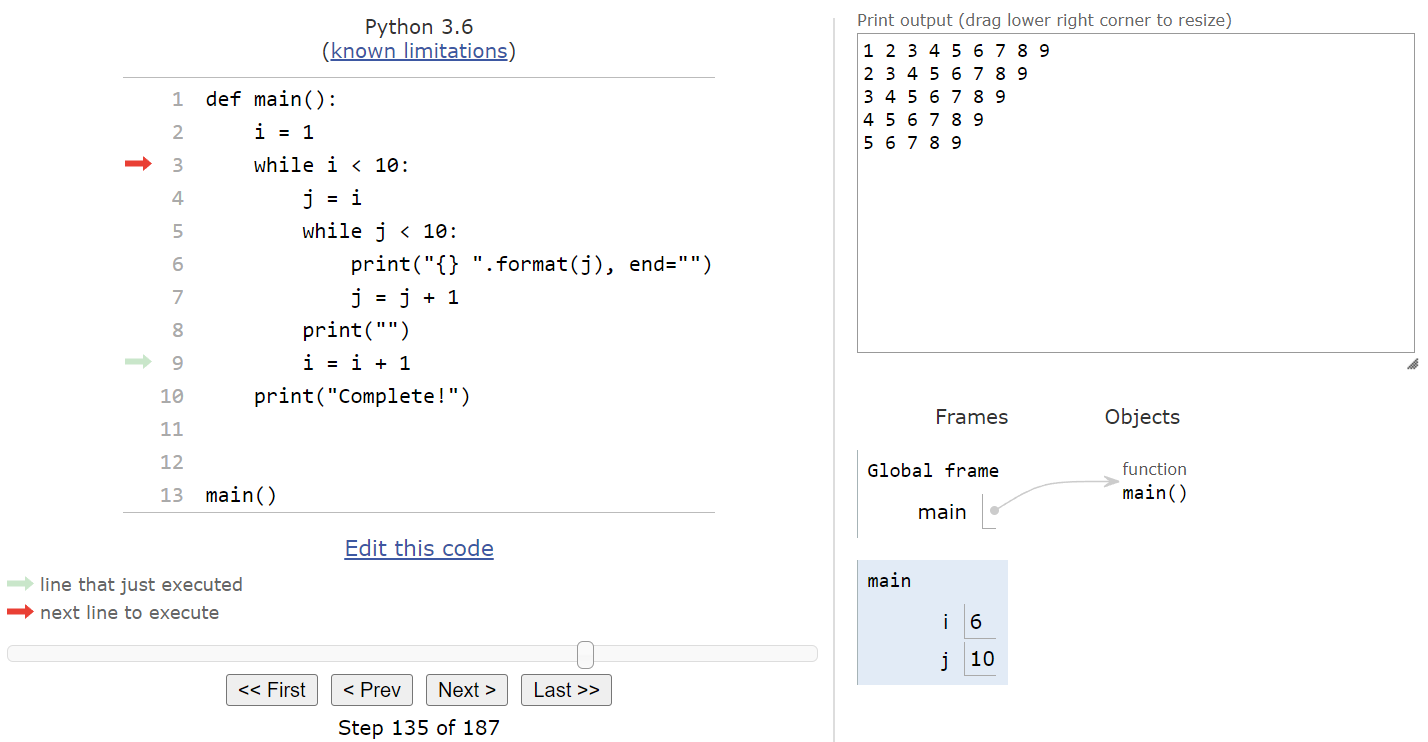 Python 3.6
(known limitations)
1 def main():
2     i = 1
3     while i < 10:
4         j = i
5         while j < 10:
6             print("{} ".format(j), end="")
7             j = j + 1
8         print("")
9         i = i + 1
10     print("Complete!")
11
12
13 main()
Edit this code
line that just executed
next line to execute
<< First < Prev Next > Last >>
Step 135 of 187
Print output (drag lower right corner to resize)
1 2 3 4 5 6 7 8 9
2 3 4 5 6 7 8 9
3 4 5 6 7 8 9
4 5 6 7 8 9
5 6 7 8 9
Frames Objects
Global frame
main
function
main()
main
i 6
j 10